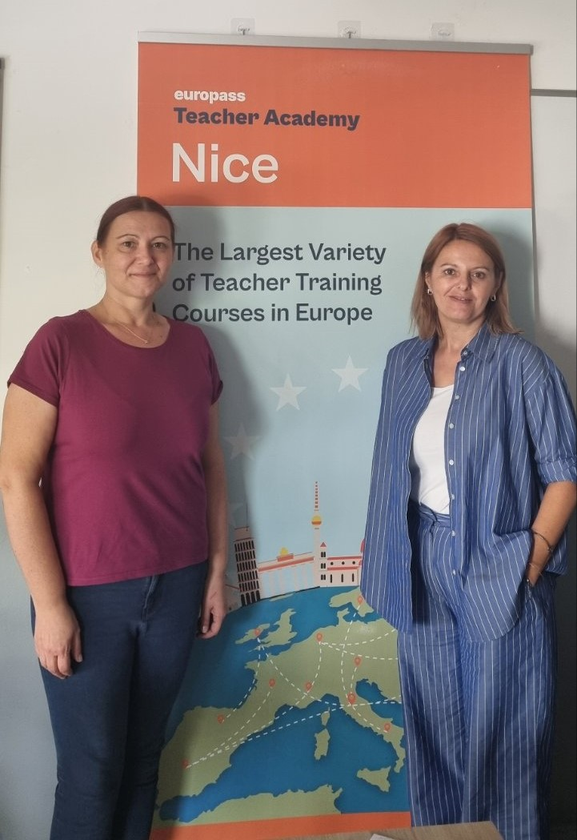 europass
Teacher Academy
Nice
The Largest Variety
of Teacher Training
Courses in Europe